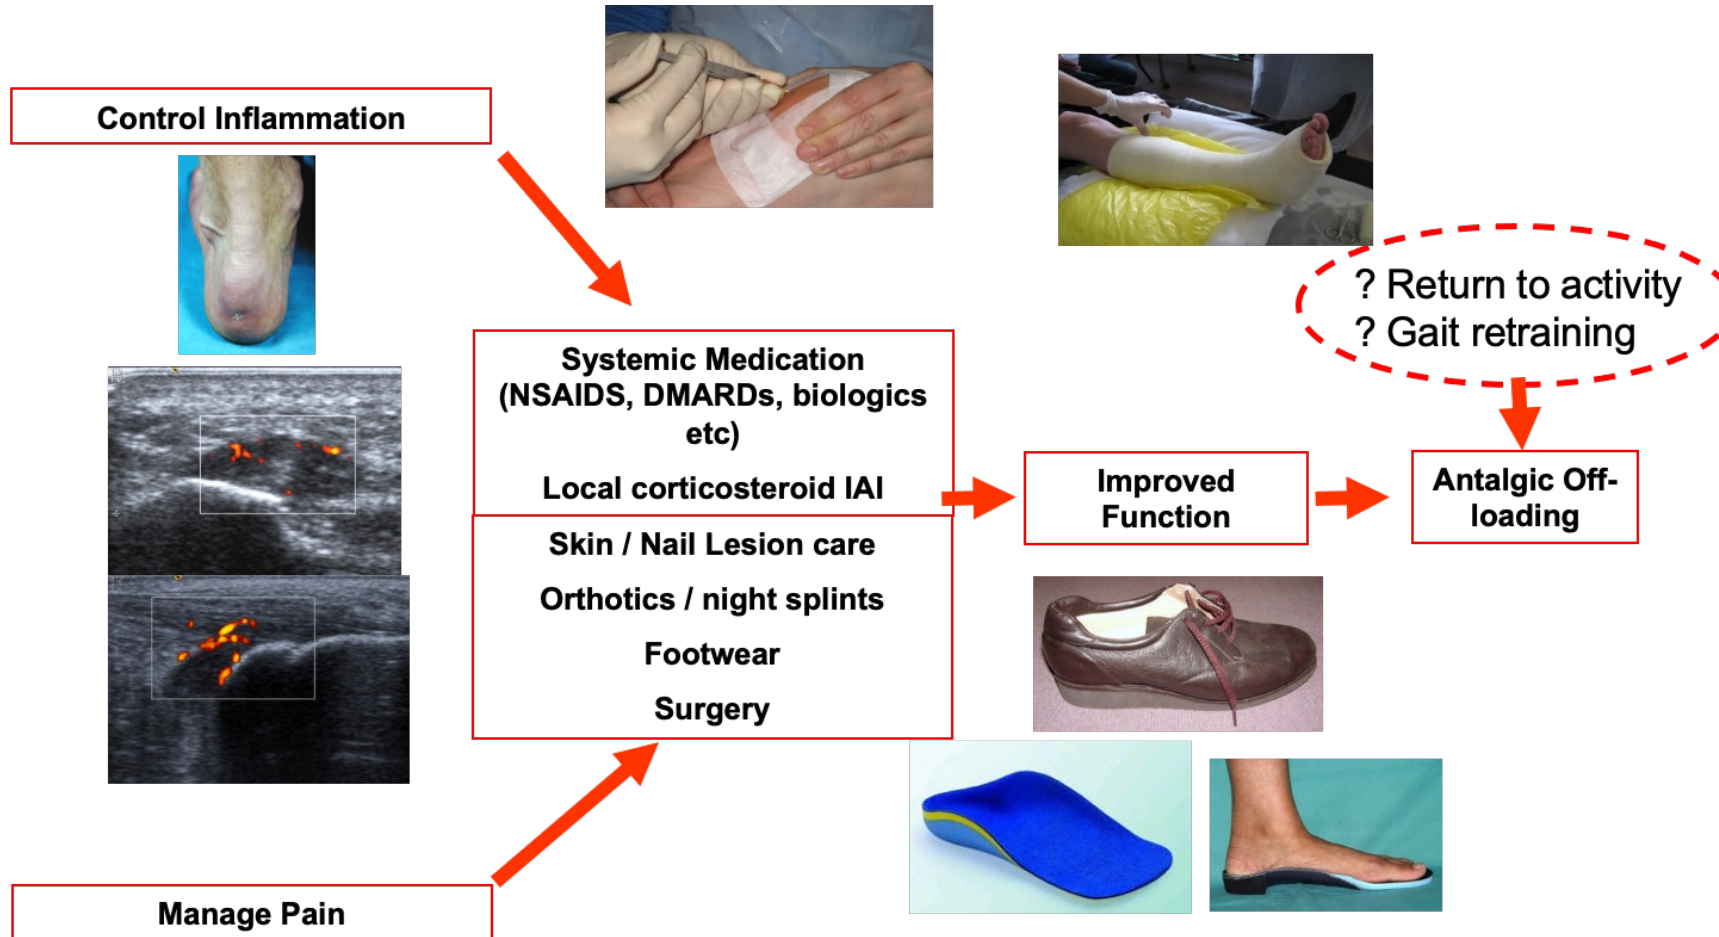 Control Inflammation
? Return to activity
? Gait retraining
Systemic Medication
(NSAIDS, DMARDs, biologics
etc)
Local corticosteroid IAI
Skin / Nail Lesion care
Orthotics / night splints
Footwear
Surgery
Improved
Function
Antalgic Off-
loading
Manage Pain